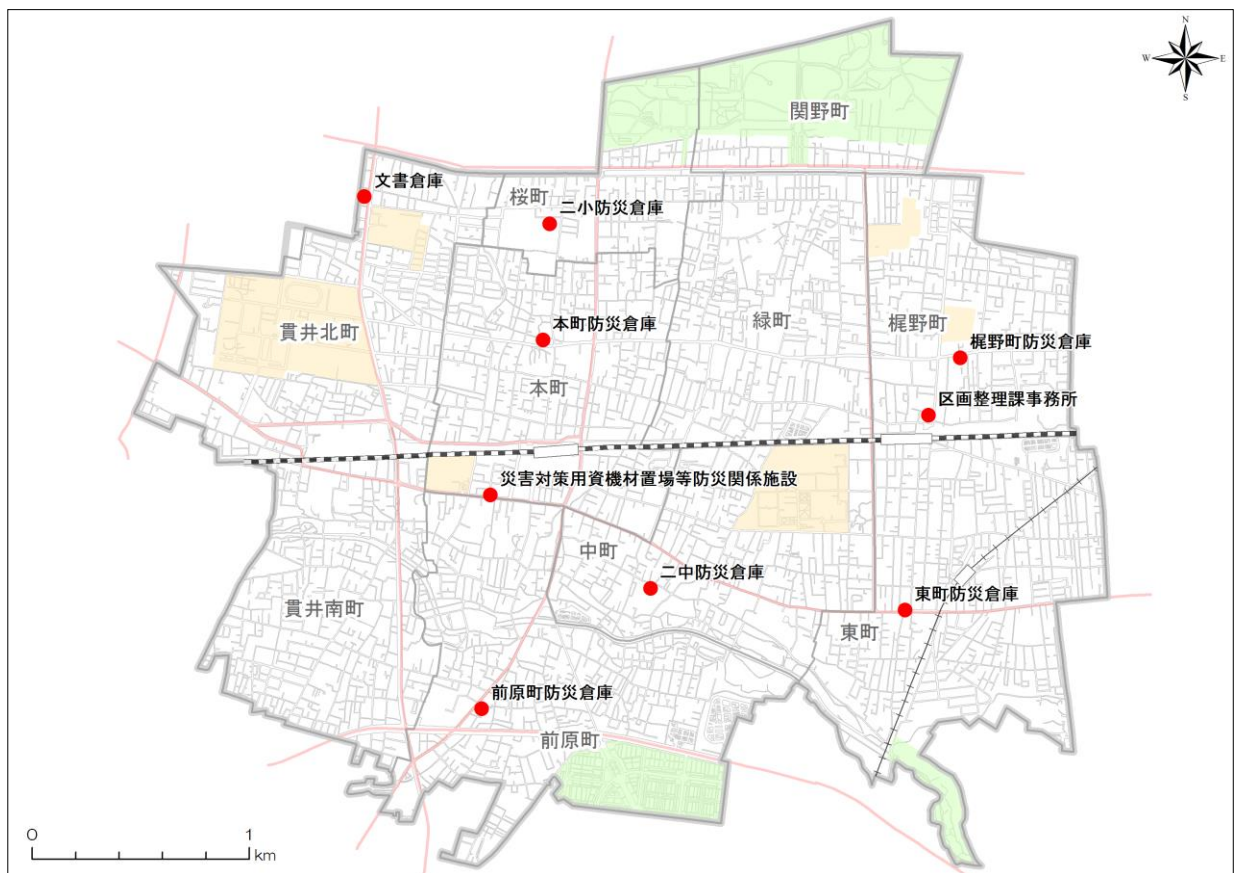 N
W
E
S
関野町
文書倉庫
桜町
二小防災倉庫
本町防災倉庫
緑町
梶野町
貫井北町
梶野町防災倉庫
本町
区画整理課事務所
災害対策用資機材置場等防災関係施設
中町
二中防災倉庫
東町防災倉庫
貫井南町
東町
前原町防災倉庫
前原町
0 1
km